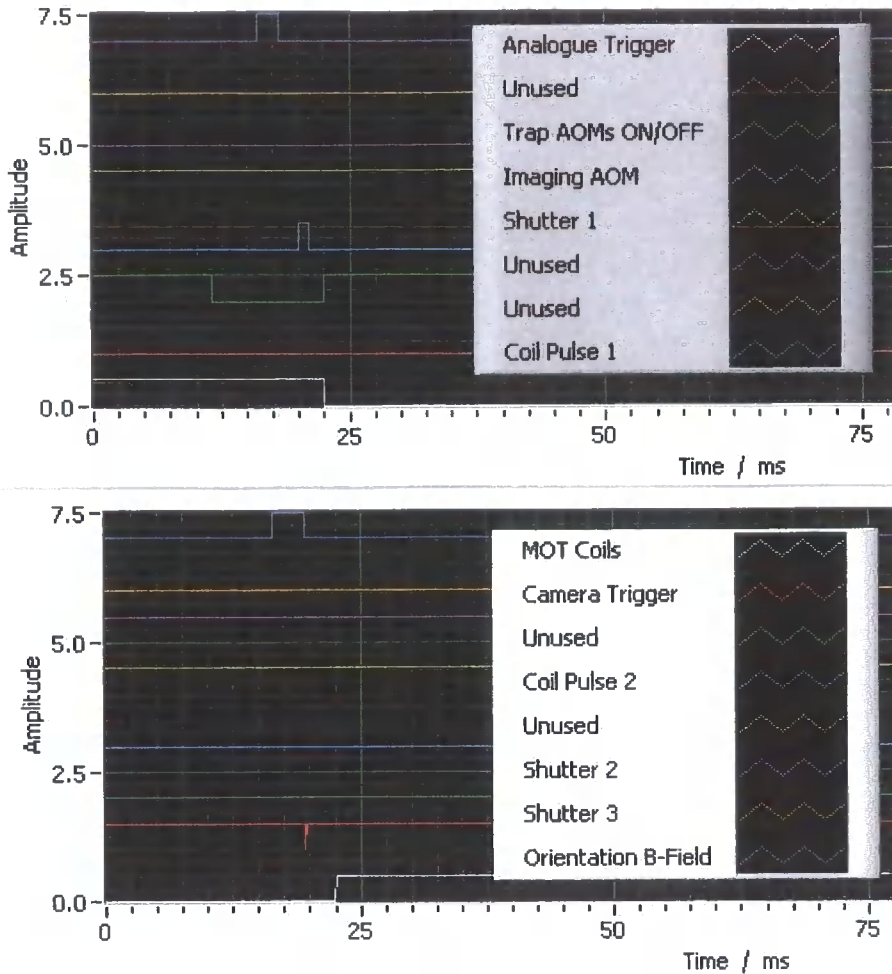 7.5
5.0
2.5
0.0
Amplitude
0
25
50
75
Time / ms
Analogue Trigger
Unused
Trap AOMs ON/OFF
Imaging AOM
Shutter 1
Unused
Unused
Coil Pulse 1
7.5
5.0
2.5
0.0
Amplitude
0
25
50
75
Time / ms
MOT Coils
Camera Trigger
Unused
Coil Pulse 2
Unused
Shutter 2
Shutter 3
Orientation B-Field